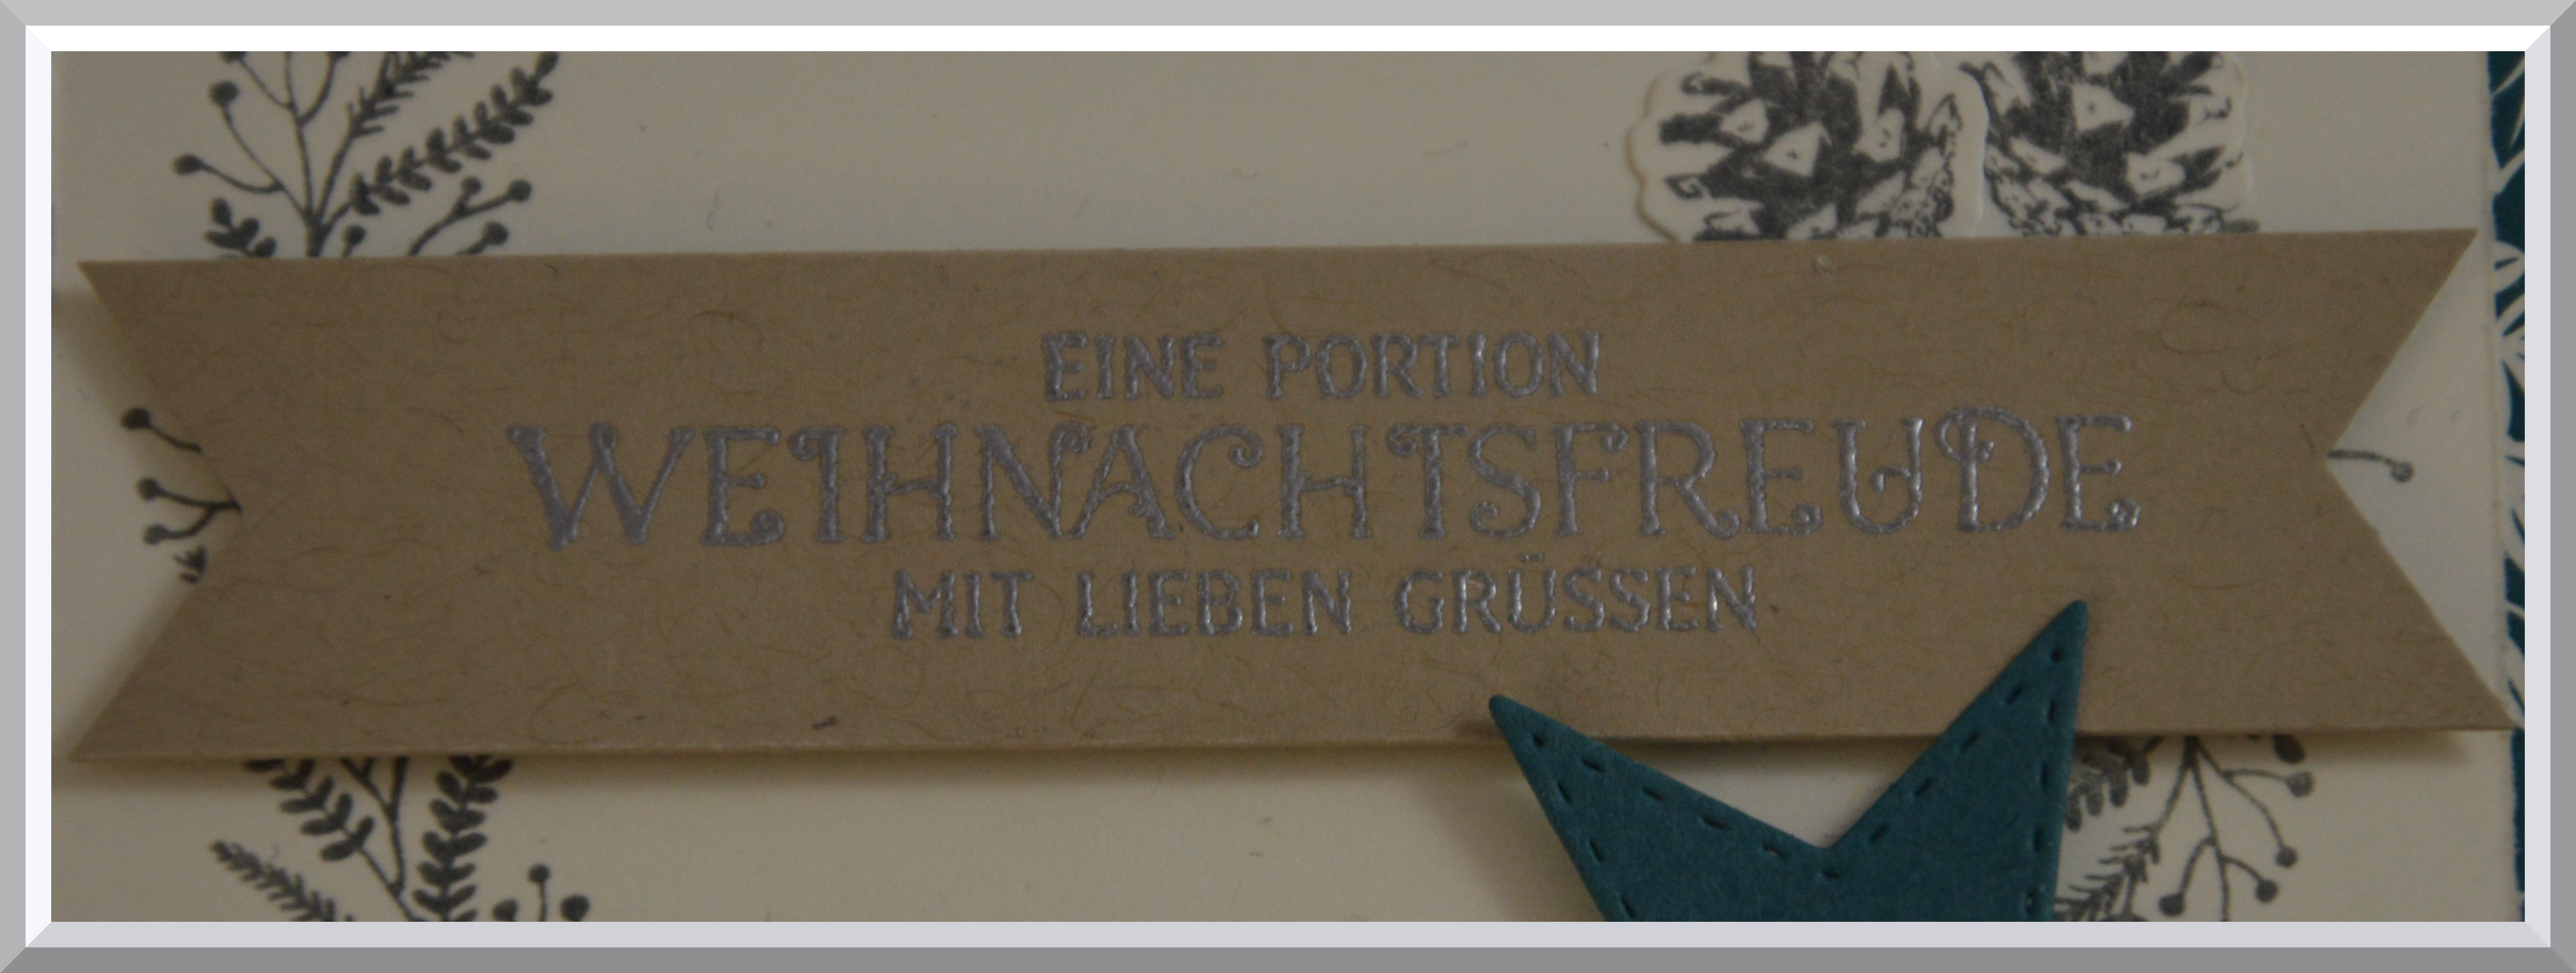 EINE PORTION
WEIHNACHTSFREUDE
MIT LIEBEN GRÜSSEN